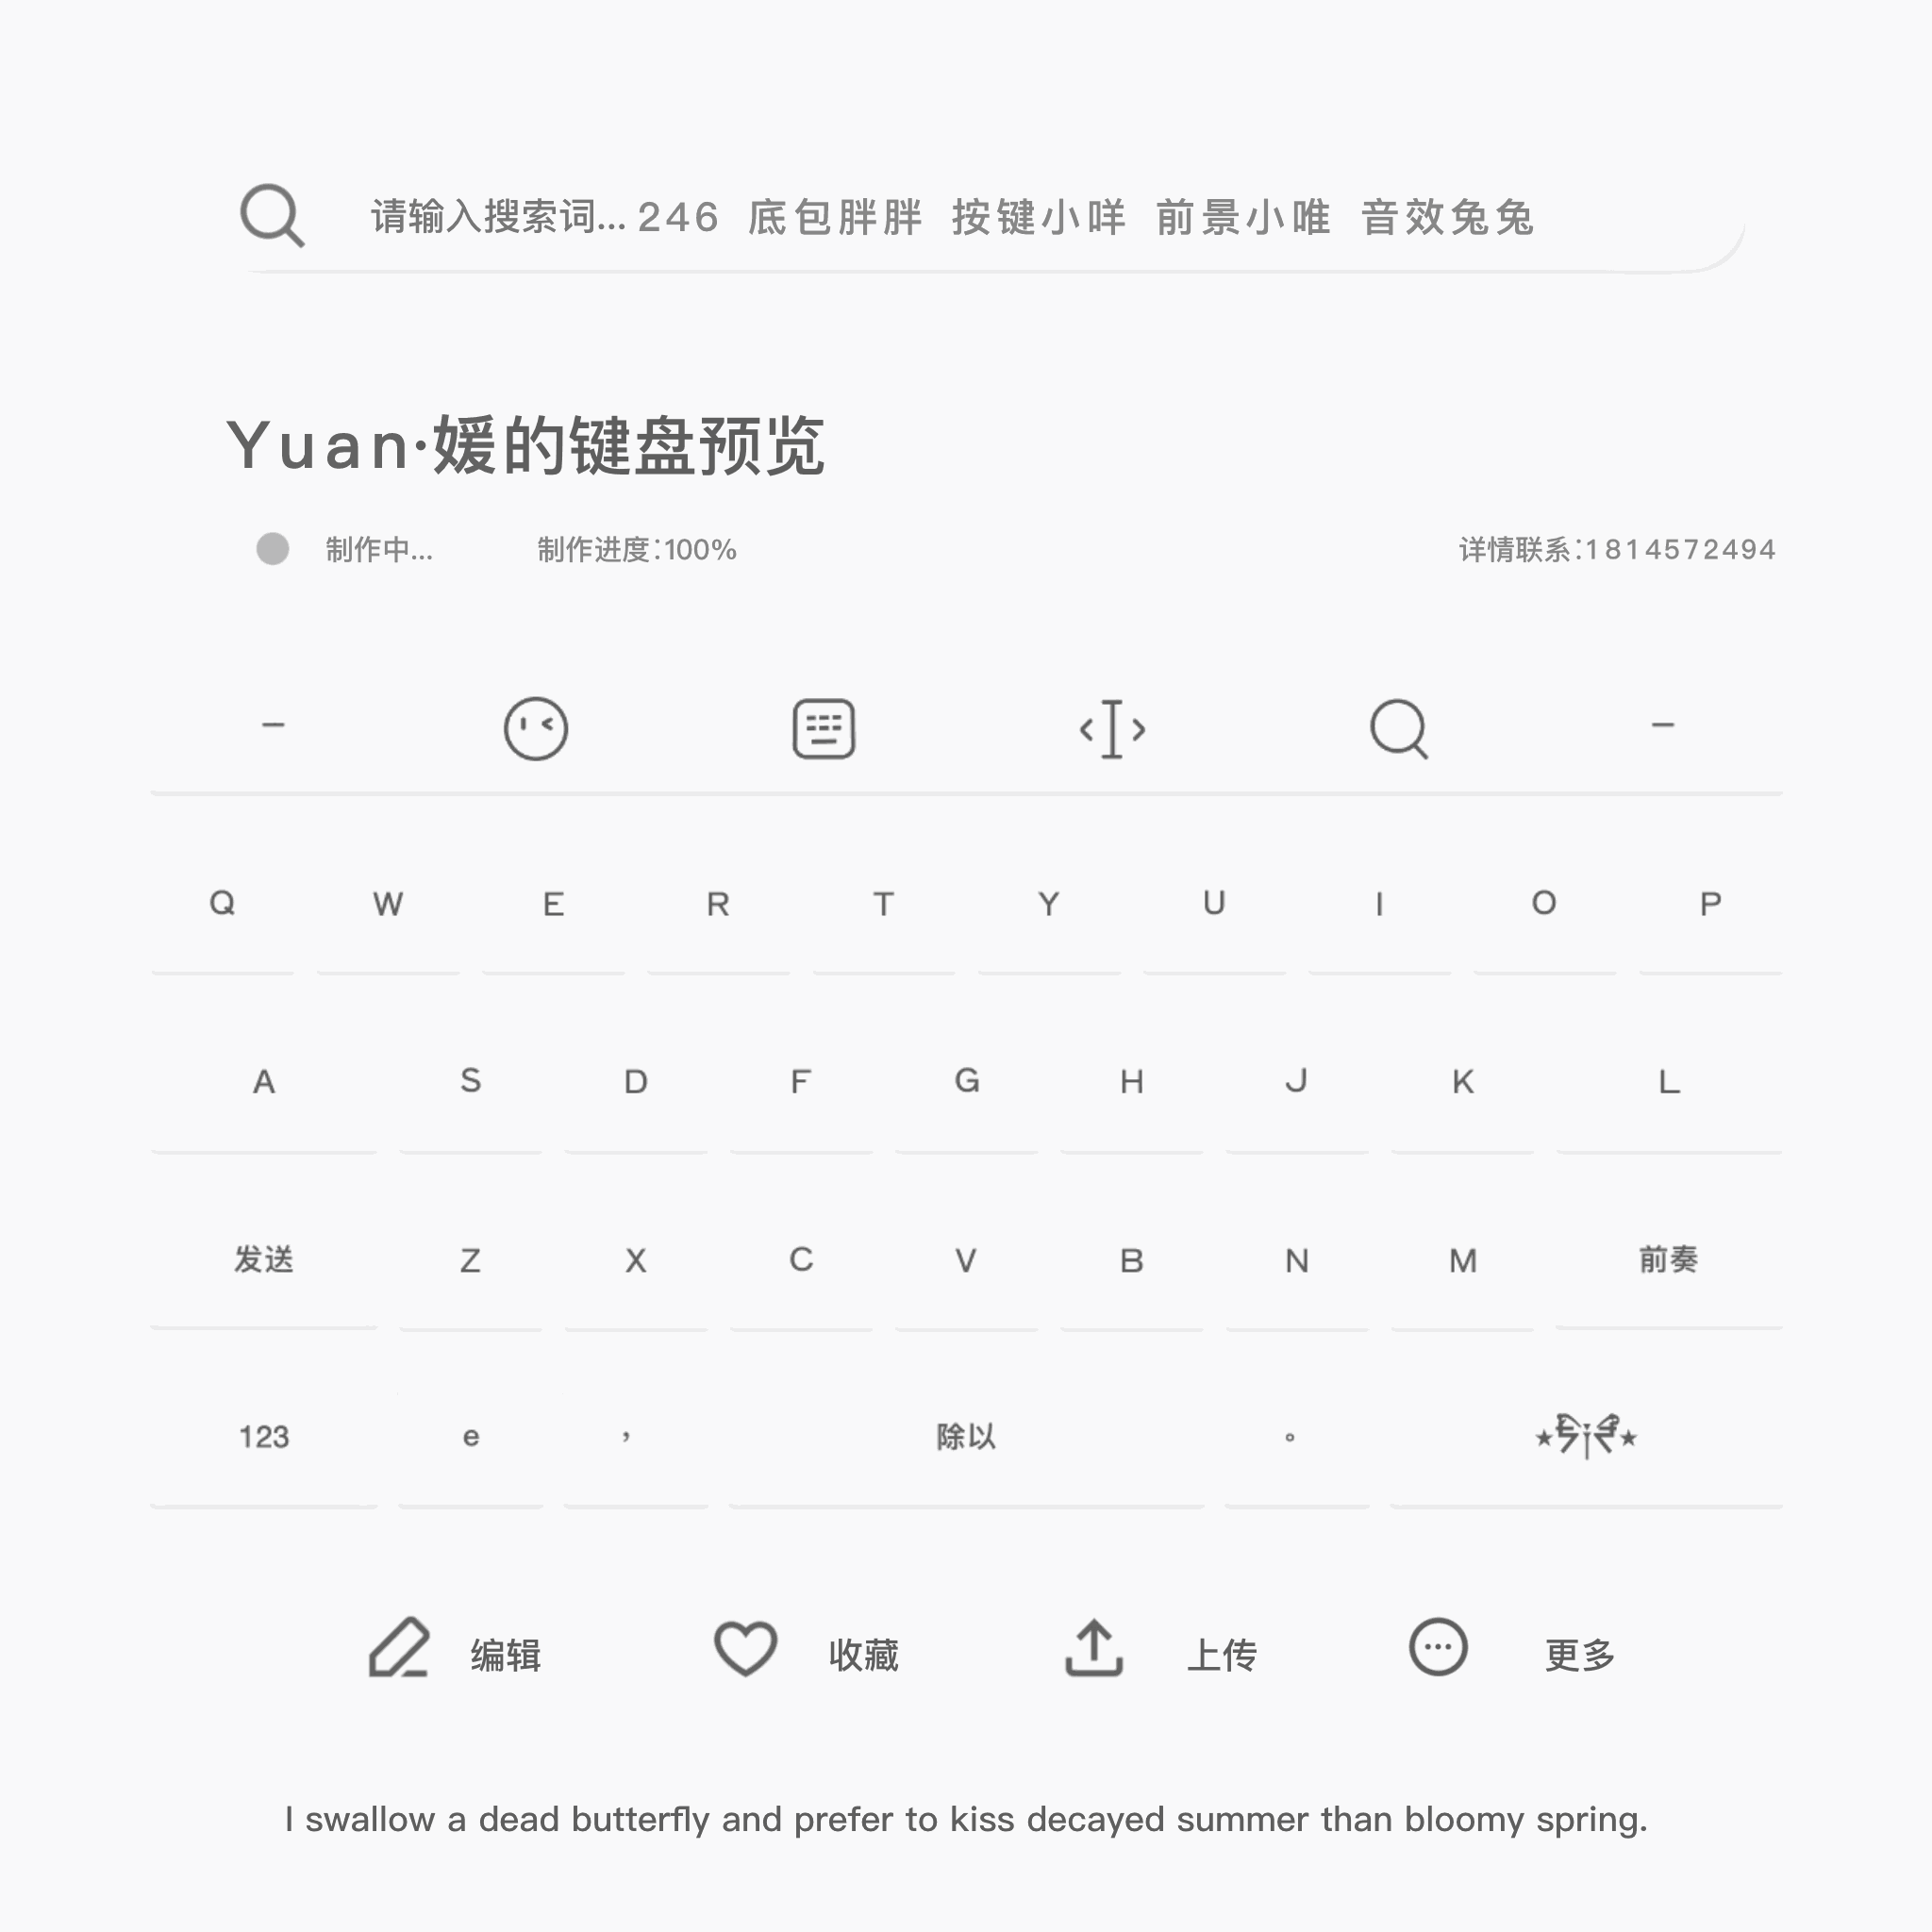 请输入搜索词... 246 底包胖胖 按键小咩 前景小唯 音效兔兔
Yuan·媛的键盘预览
制作中... 制作进度:100% 详情联系:1814572494
Q W E R T Y U I O P
A S D F G H J K L
发送 Z X C V B N M 前奏
123 e , 除以 。
编辑 收藏 上传 更多
I swallow a dead butterfly and prefer to kiss decayed summer than bloomy spring.